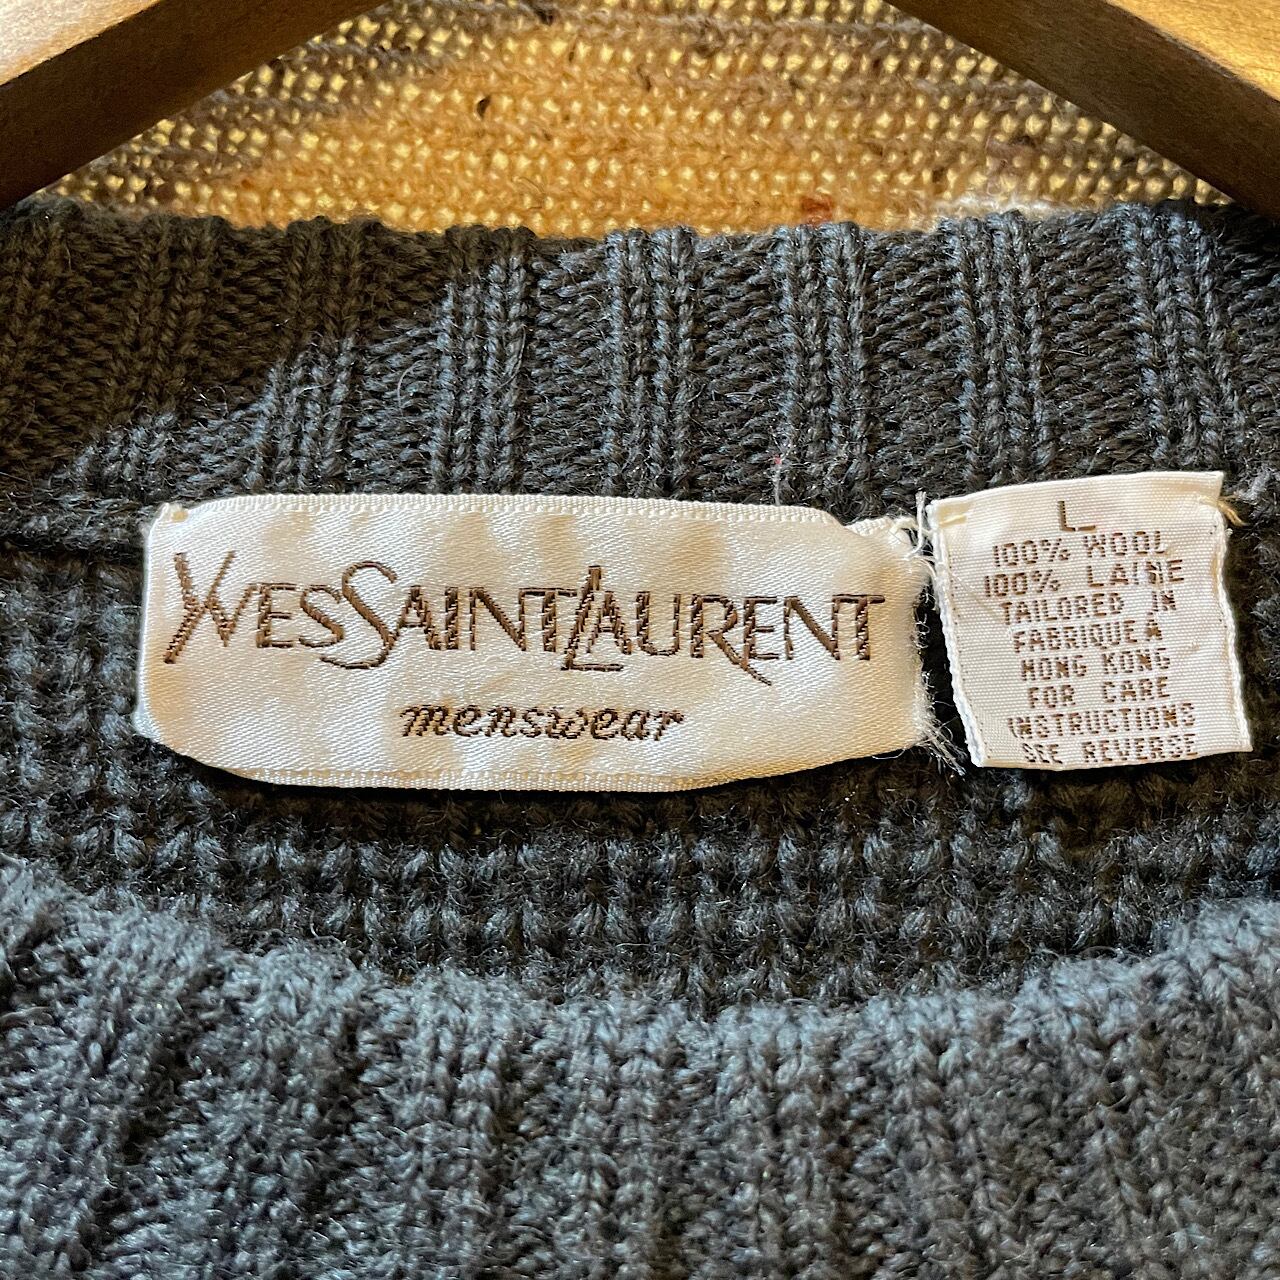 YVESSAINTLAURENT
menswear
L
100% WOOL
100% LAINE
TAILORED IN
FABRIQUE A
HONG KONG
FOR CARE
INSTRUCTIONS
SEE REVERSE